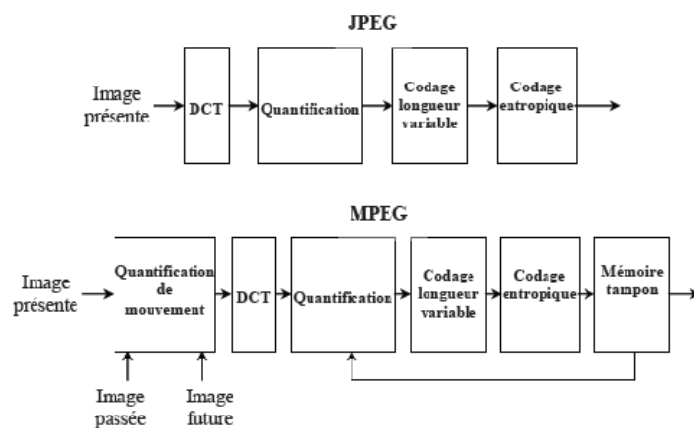 JPEG
Image
présente
DCT
Quantification
Codage
longueur
variable
Codage
entropique
MPEG
Image
présente
Quantification
de
mouvement
DCT
Quantification
Codage
longueur
variable
Codage
entropique
Mémoire
tampon
Image
passée
Image
future